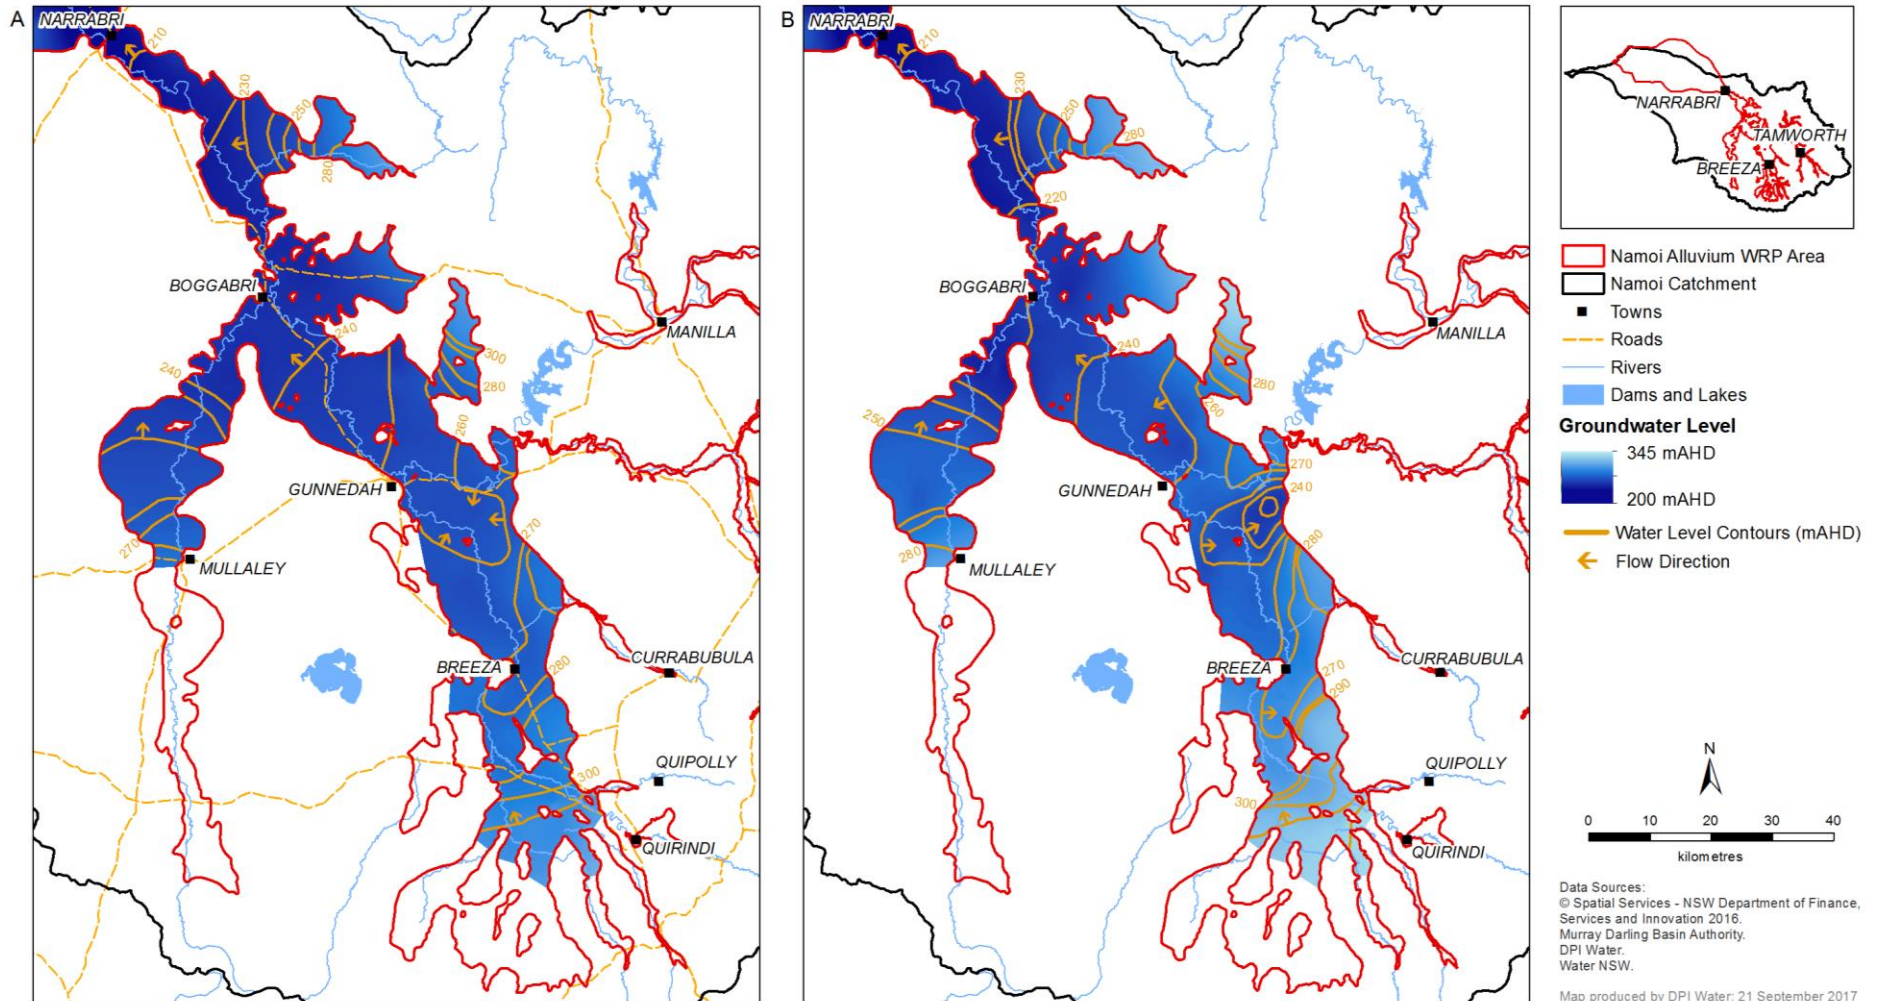 A
NARRABRI
210
230
250
280
BOGGABRI
240
MANILLA
300
280
240
260
GUNNEDAH
270
270
MULLALEY
BREEZA
280
CURRABUBULA
QUIPOLLY
300
QUIRINDI
B
NARRABRI
210
230
250
280
220
BOGGABRI
240
MANILLA
280
260
250
270
240
GUNNEDAH
280
280
MULLALEY
BREEZA
270
290
CURRABUBULA
QUIPOLLY
300
QUIRINDI
NARRABRI
TAMWORTH
BREEZA
Namoi Alluvium WRP Area
Namoi Catchment
Towns
Roads
Rivers
Dams and Lakes
Groundwater Level
345 mAHD
200 mAHD
Water Level Contours (mAHD)
Flow Direction
N
0 10 20 30 40
kilometres
Data Sources:
© Spatial Services - NSW Department of Finance,
Services and Innovation 2016.
Murray Darling Basin Authority.
DPI Water.
Water NSW.
Map produced by DPI Water: 21 September 2017